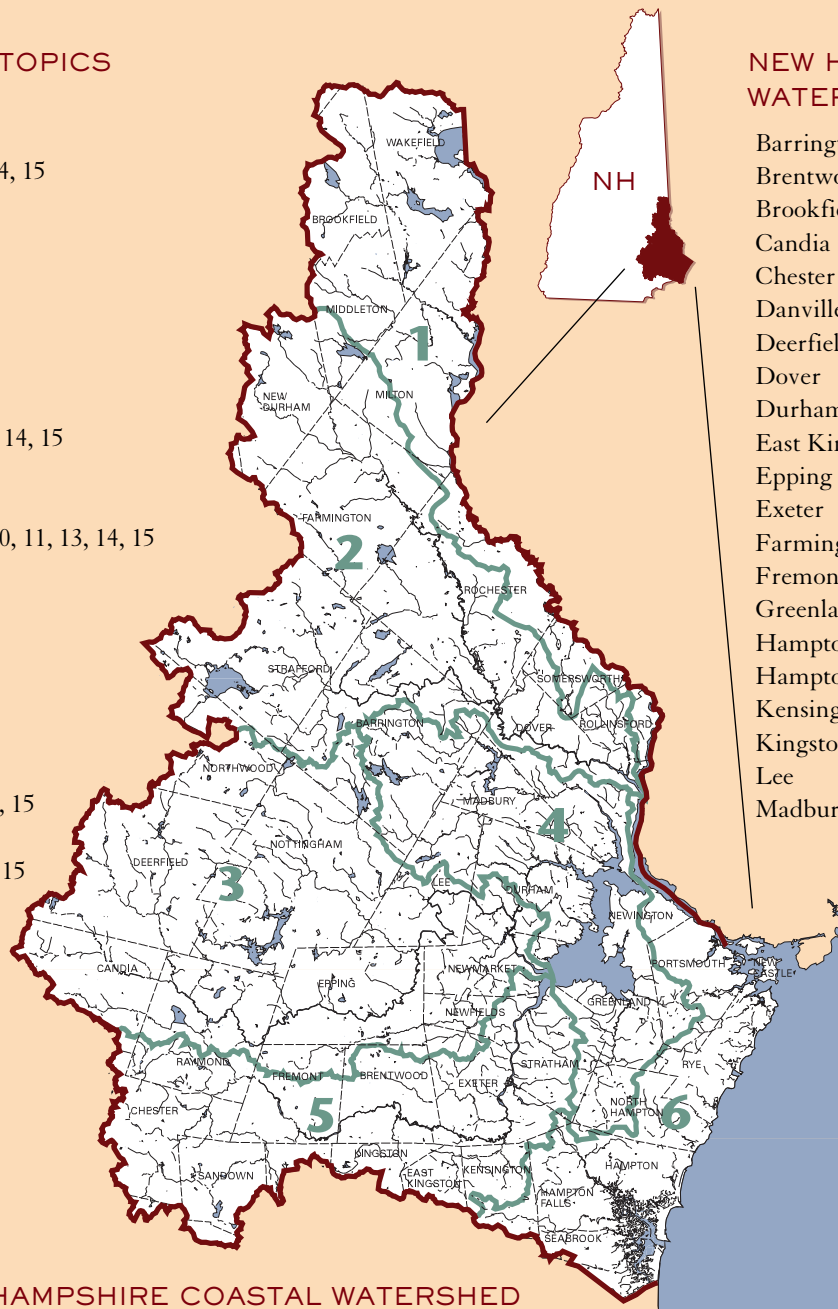 TOPICS
4, 15
14, 15
0, 11, 13, 14, 15
, 15
15
NH
WAKEFIELD
BROOKFIELD
MIDDLETON
1
MILTON
NEW
DURHAM
FARMINGTON
2
ROCHESTER
STRAFFORD
SOMERSWORTH
BARRINGTON
DOVER
ROLLINSFORD
NORTHWOOD
MADBURY
4
NOTTINGHAM
DEERFIELD
3
LEE
DURHAM
NEWINGTON
CANDIA
NEWMARKET
PORTSMOUTH
NEW
CASTLE
EPPING
GREENLAND
NEWFIELDS
RAYMOND
STRATHAM
RYE
FREMONT
BRENTWOOD
EXETER
CHESTER
5
NORTH
HAMPTON
6
KINGSTON
SANDOWN
EAST
KINGSTON
KENSINGTON
HAMPTON
HAMPTON
FALLS
SEABROOK
HAMPSHIRE COASTAL WATERSHED
NEW H
WATER
Barringt
Brentwo
Brookfie
Candia
Chester
Danville
Deerfiel
Dover
Durham
East Kin
Epping
Exeter
Farming
Fremon
Greenla
Hampto
Hampto
Kensing
Kingsto
Lee
Madbur